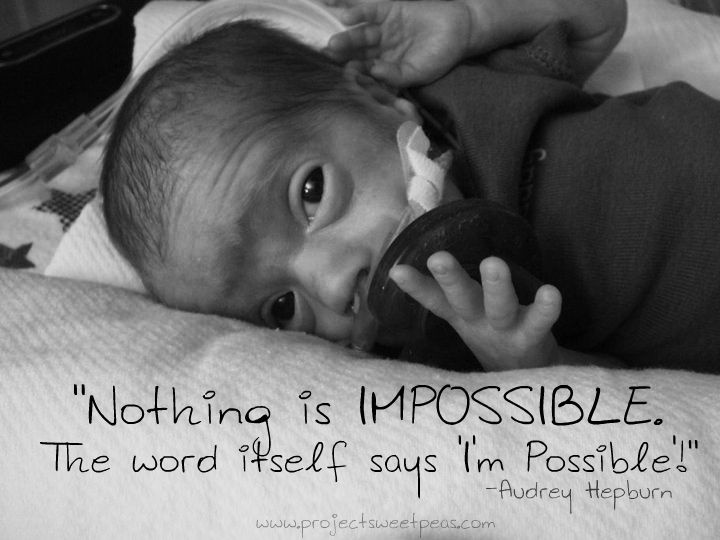 "Nothing is IMPOSSIBLE.
The word itself says 'I'm Possible'!"
-Audrey Hepburn
www.projectsweetpeas.com